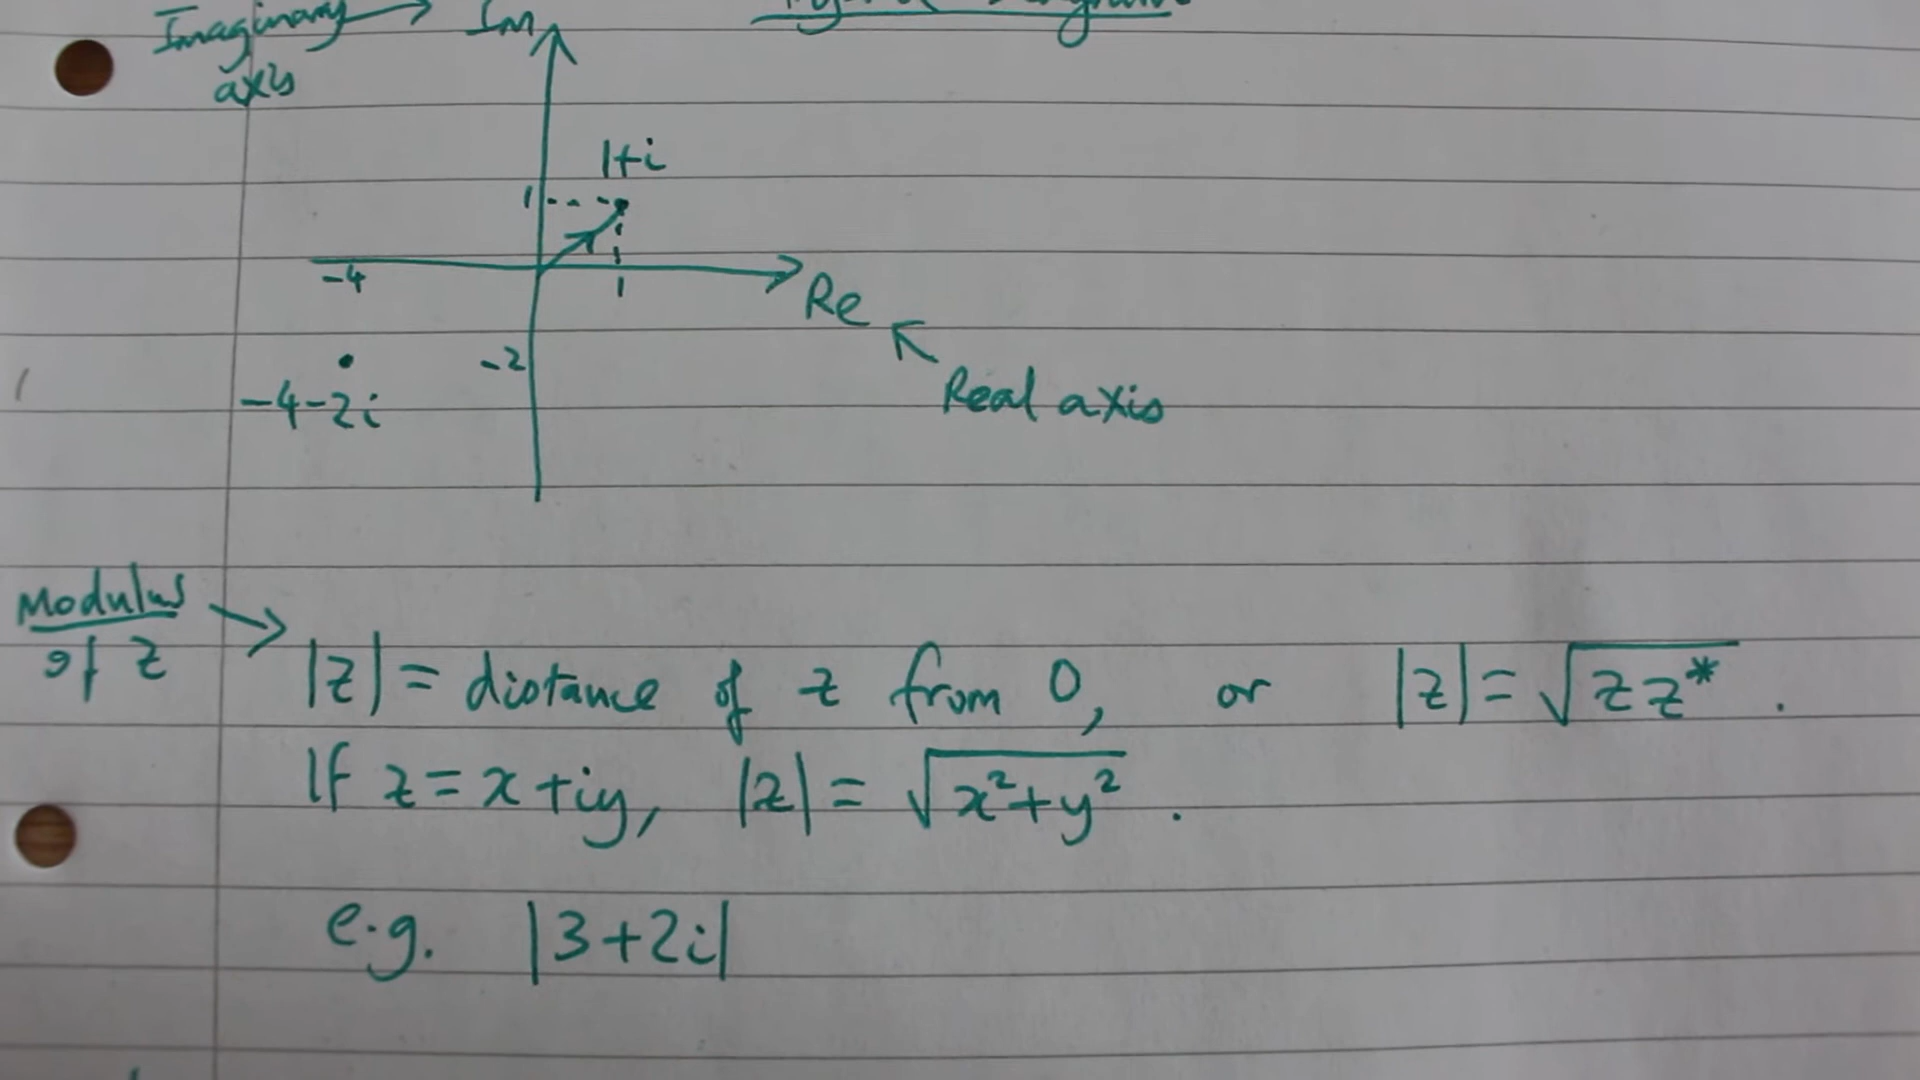 Imaginary → Im
axis
1+i
1
-4
1
Re
-2
-4-2i
Real axis
Modulus
of z
|z| = distance of z from 0, or |z| = √zz* .
If z = x + iy, |z| = √x²+y² .
e.g. |3+2i|